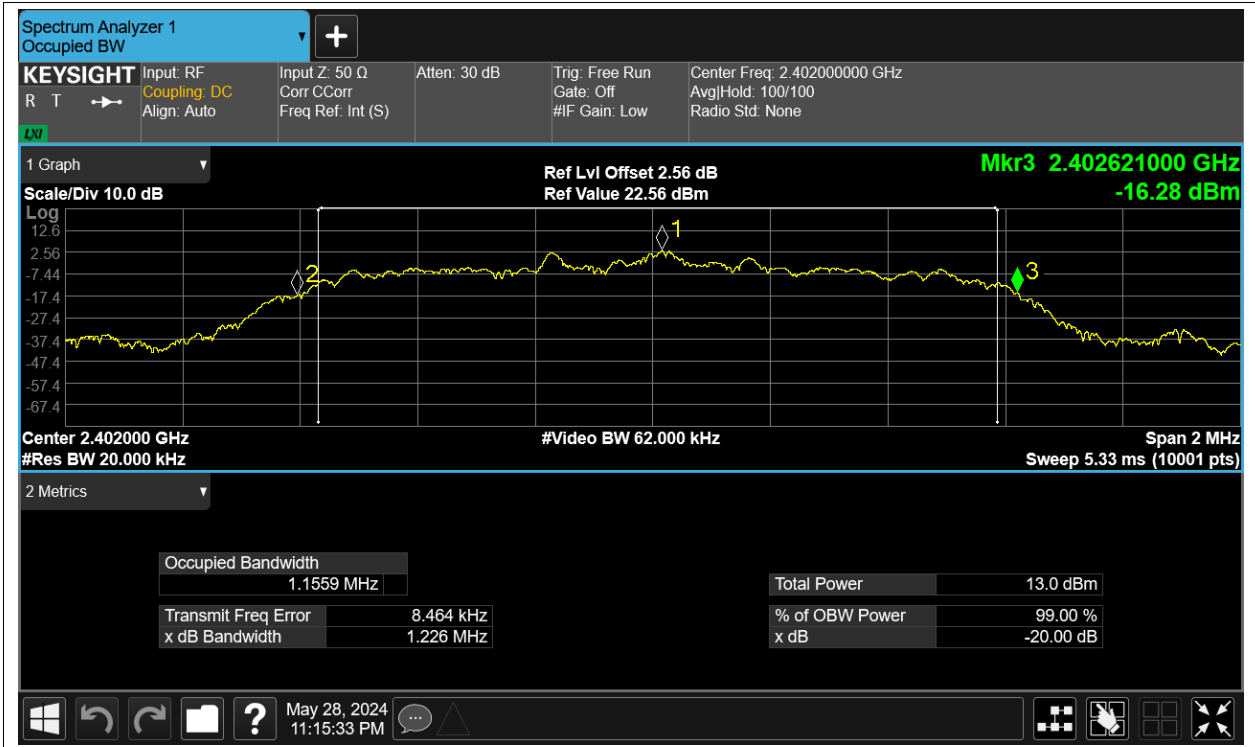 Spectrum Analyzer 1
Occupied BW
+
KEYSIGHT
R T
LXI
Input: RF
Coupling: DC
Align: Auto
Input Z: 50 Ω
Corr CCorr
Freq Ref: Int (S)
Atten: 30 dB
Trig: Free Run
Gate: Off
#IF Gain: Low
Center Freq: 2.402000000 GHz
Avg|Hold: 100/100
Radio Std: None
1 Graph
Scale/Div 10.0 dB
Ref Lvl Offset 2.56 dB
Ref Value 22.56 dBm
Mkr3 2.402621000 GHz
-16.28 dBm
Log
12.6
2.56
-7.44
-17.4
-27.4
-37.4
-47.4
-57.4
-67.4
1
2
3
Center 2.402000 GHz
#Res BW 20.000 kHz
#Video BW 62.000 kHz
Span 2 MHz
Sweep 5.33 ms (10001 pts)
2 Metrics
Occupied Bandwidth
1.1559 MHz
Transmit Freq Error 8.464 kHz
x dB Bandwidth 1.226 MHz
Total Power 13.0 dBm
% of OBW Power 99.00 %
x dB -20.00 dB
?
May 28, 2024
11:15:33 PM